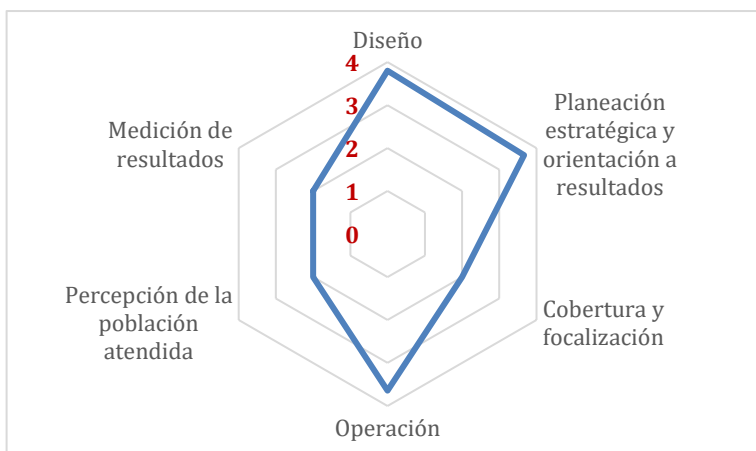 Diseño
4
3
2
1
0
Planeación
estratégica y
orientación a
resultados
Cobertura y
focalización
Operación
Percepción de la
población
atendida
Medición de
resultados